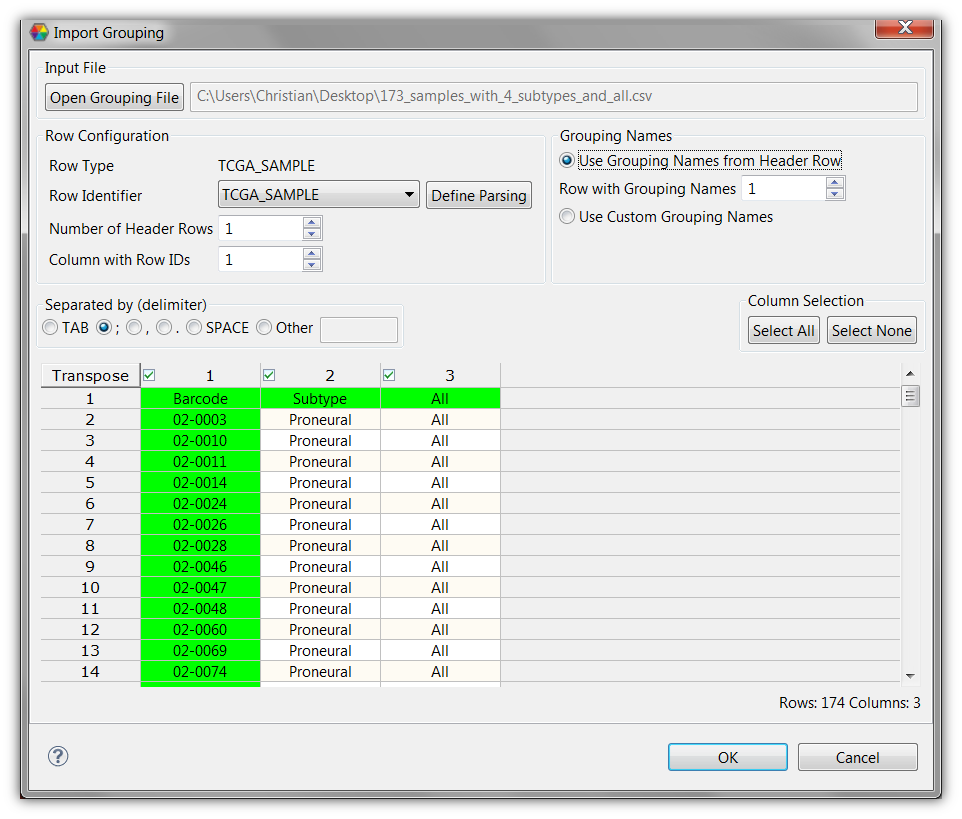 Import Grouping
Input File
Open Grouping File C:\Users\Christian\Desktop\173_samples_with_4_subtypes_and_all.csv
Row Configuration
Row Type TCGA_SAMPLE
Row Identifier TCGA_SAMPLE Define Parsing
Number of Header Rows 1
Column with Row IDs 1
Grouping Names
Use Grouping Names from Header Row
Row with Grouping Names 1
Use Custom Grouping Names
Separated by (delimiter)
TAB ; , . SPACE Other
Column Selection
Select All Select None
Transpose 1 2 3
1 Barcode Subtype All
2 02-0003 Proneural All
3 02-0010 Proneural All
4 02-0011 Proneural All
5 02-0014 Proneural All
6 02-0024 Proneural All
7 02-0026 Proneural All
8 02-0028 Proneural All
9 02-0046 Proneural All
10 02-0047 Proneural All
11 02-0048 Proneural All
12 02-0060 Proneural All
13 02-0069 Proneural All
14 02-0074 Proneural All
Rows: 174 Columns: 3
? OK Cancel